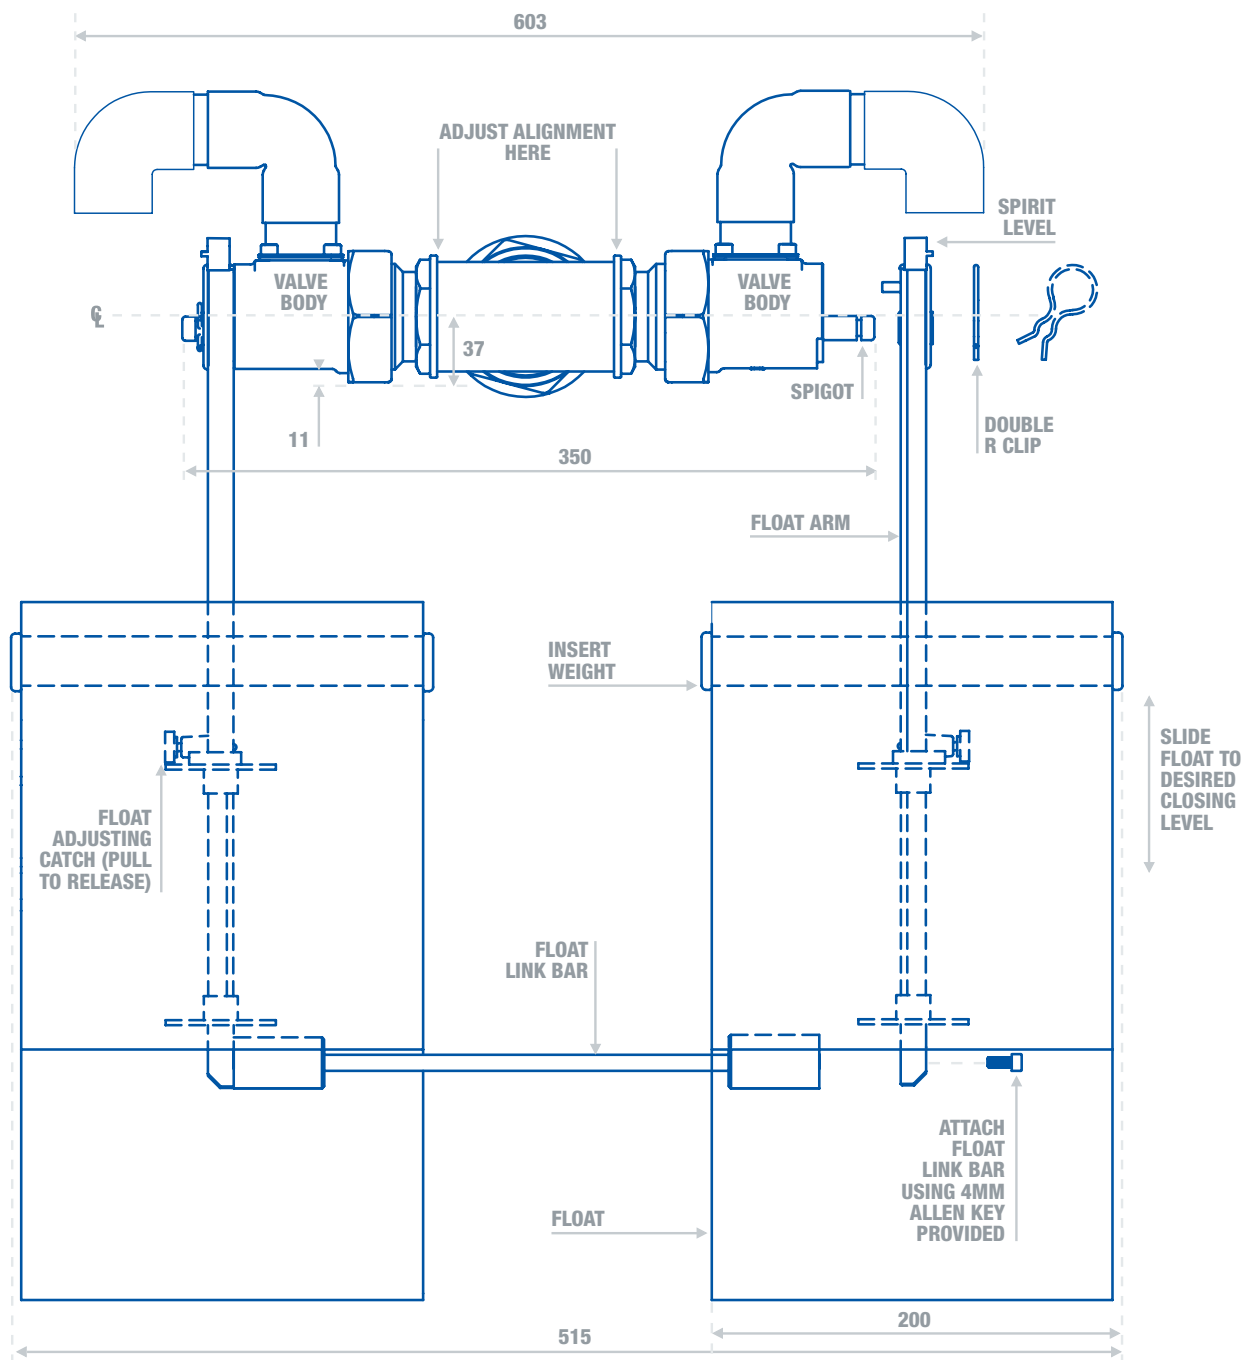 603
ADJUST ALIGNMENT
HERE
SPIRIT
LEVEL
VALVE
BODY
VALVE
BODY
℄
37
SPIGOT
11
DOUBLE
R CLIP
350
FLOAT ARM
INSERT
WEIGHT
SLIDE
FLOAT TO
DESIRED
CLOSING
LEVEL
FLOAT
ADJUSTING
CATCH (PULL
TO RELEASE)
FLOAT
LINK BAR
ATTACH
FLOAT
LINK BAR
USING 4MM
ALLEN KEY
PROVIDED
FLOAT
200
515